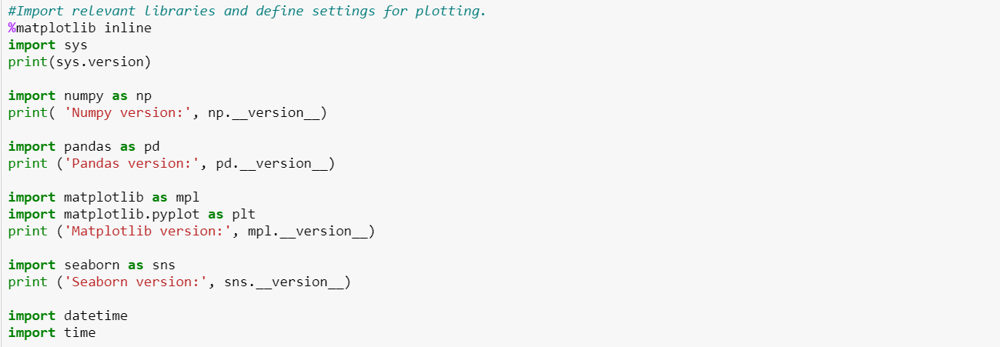 #Import relevant libraries and define settings for plotting.
%matplotlib inline
import sys
print(sys.version)
import numpy as np
print( 'Numpy version:', np.__version__)
import pandas as pd
print ('Pandas version:', pd.__version__)
import matplotlib as mpl
import matplotlib.pyplot as plt
print ('Matplotlib version:', mpl.__version__)
import seaborn as sns
print ('Seaborn version:', sns.__version__)
import datetime
import time